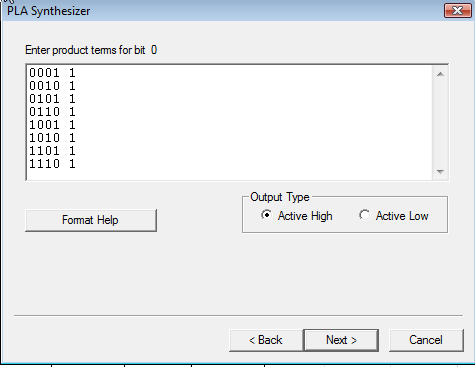 PLA Synthesizer
Enter product terms for bit 0
0001 1
0010 1
0101 1
0110 1
1001 1
1010 1
1101 1
1110 1
Format Help
Output Type
Active High
Active Low
< Back
Next >
Cancel